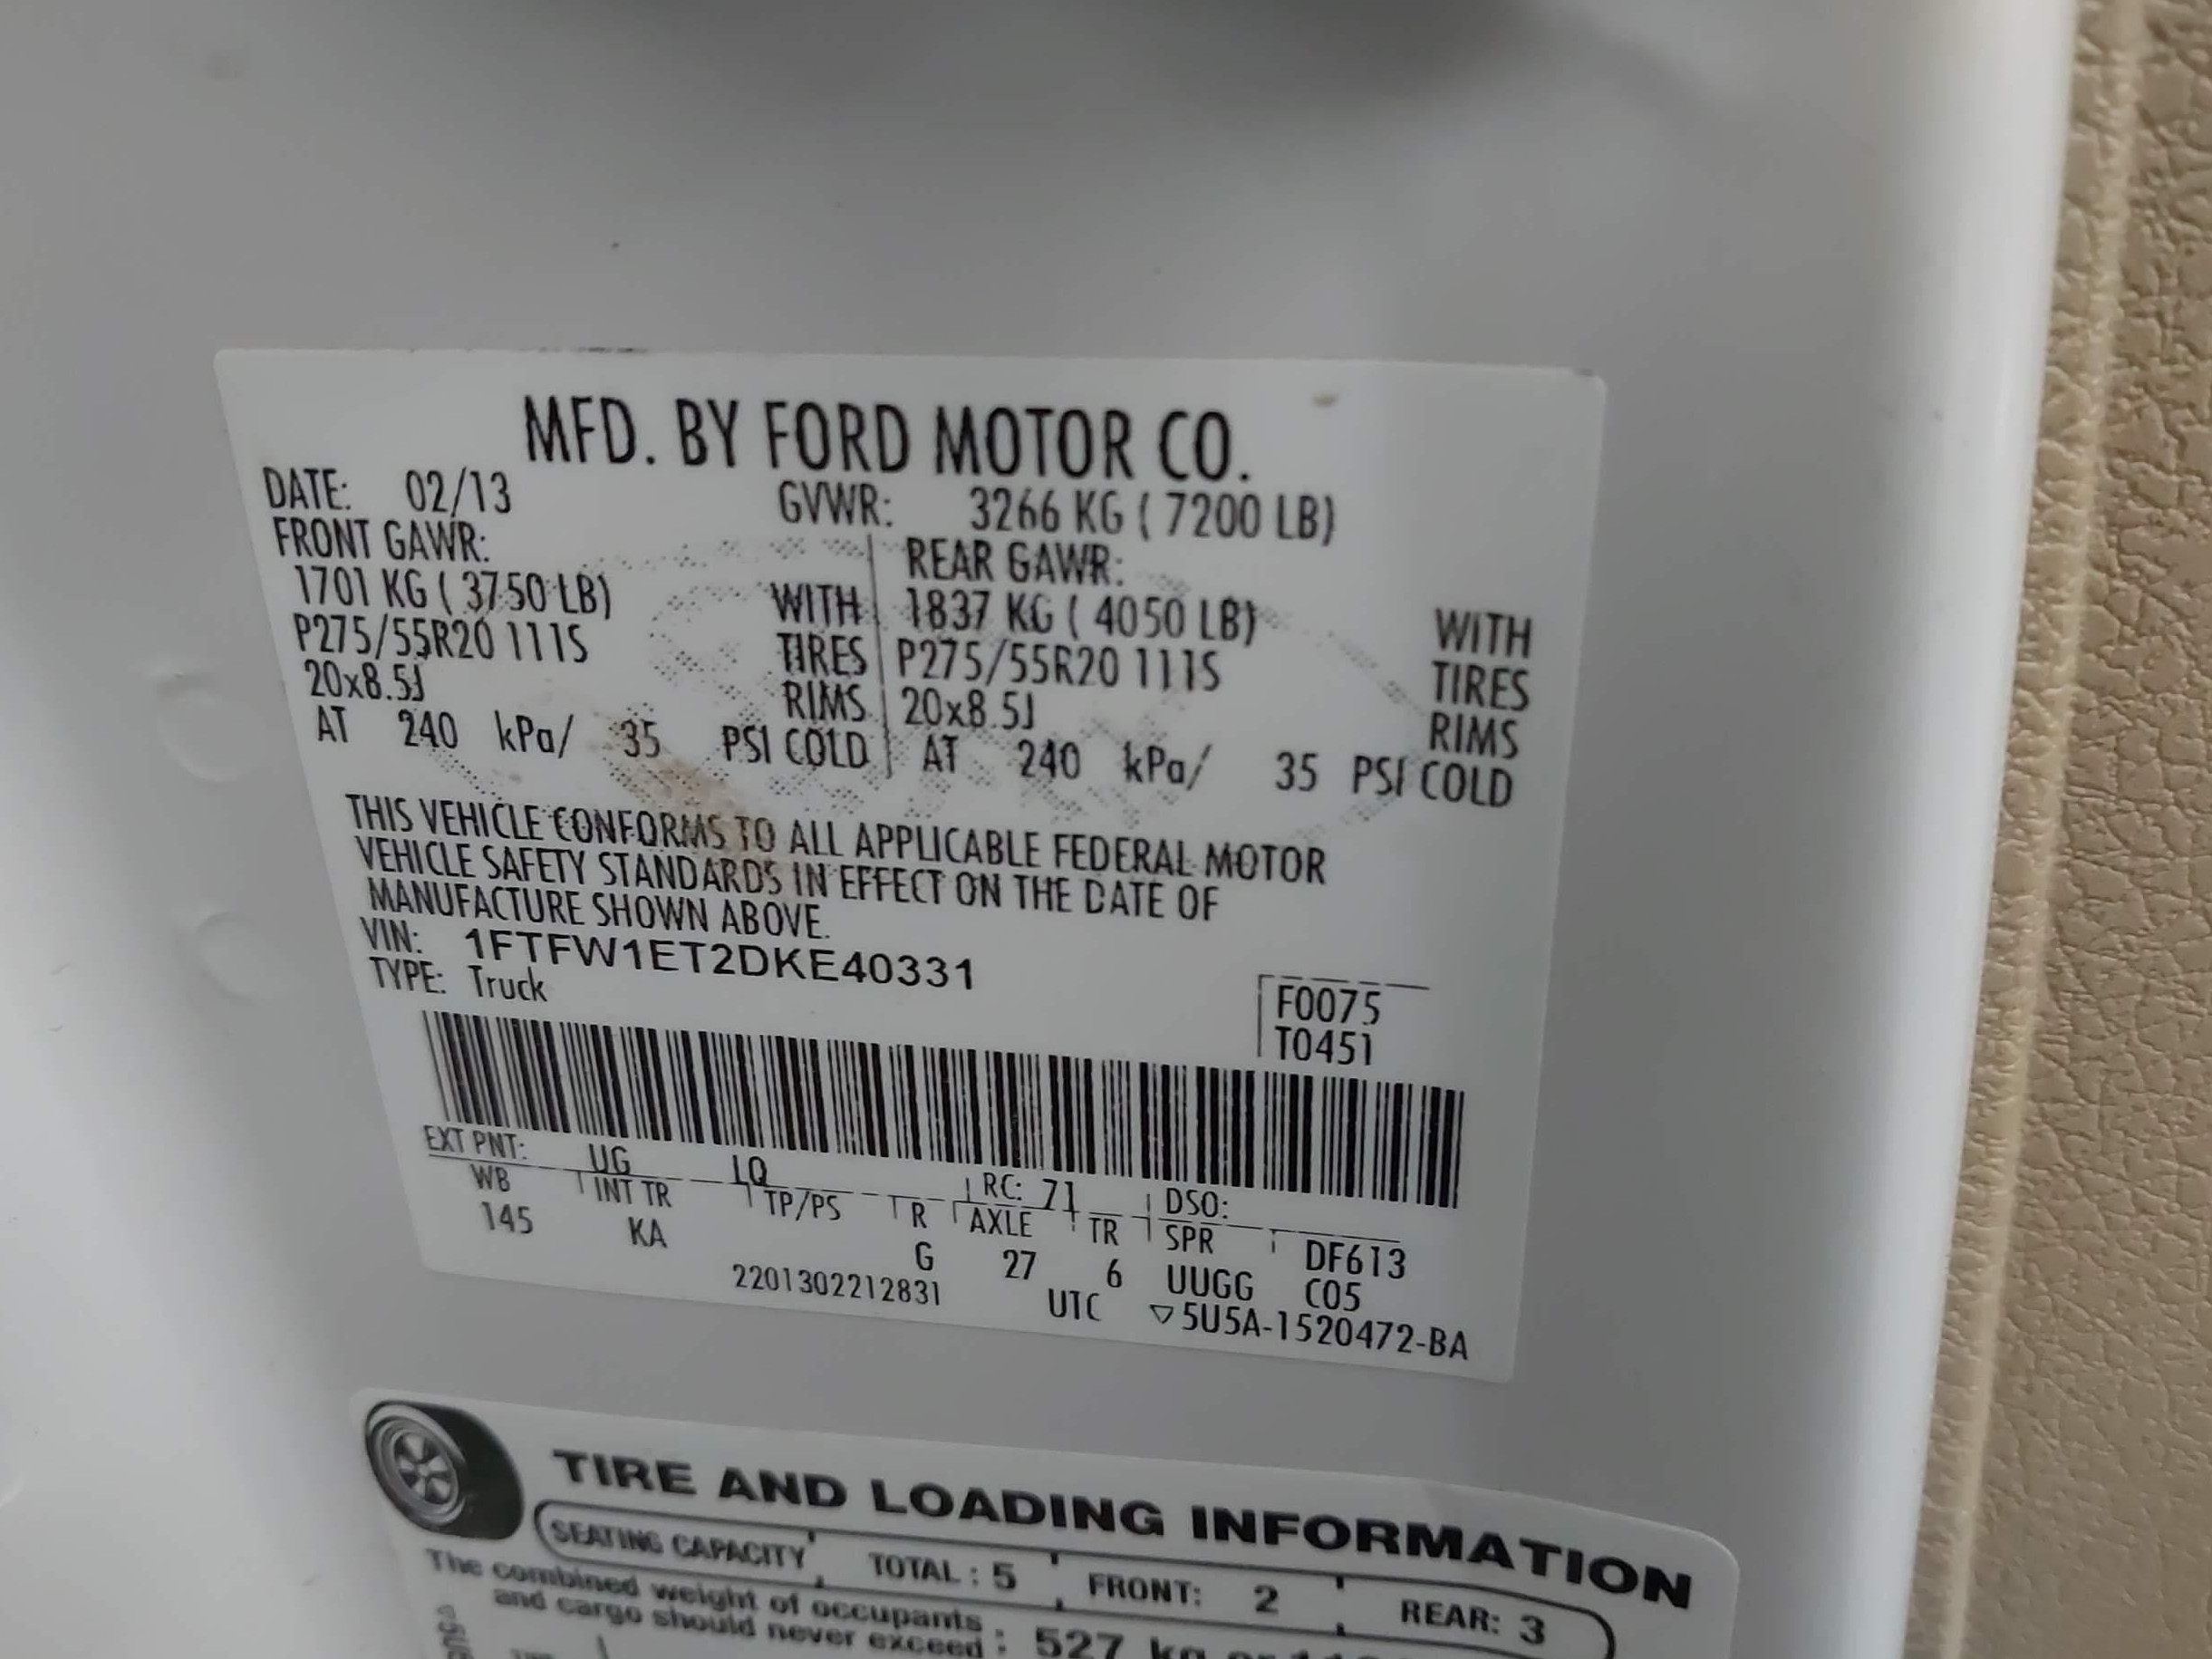 MFD. BY FORD MOTOR CO.
DATE: 02/13 GVWR: 3266 KG ( 7200 LB)
FRONT GAWR: REAR GAWR:
1701 KG ( 3750 LB) WITH 1837 KG ( 4050 LB) WITH
P275/55R20 111S TIRES P275/55R20 111S TIRES
20x8.5J RIMS 20x8.5J RIMS
AT 240 kPa/ 35 PSI COLD AT 240 kPa/ 35 PSI COLD
THIS VEHICLE CONFORMS TO ALL APPLICABLE FEDERAL MOTOR
VEHICLE SAFETY STANDARDS IN EFFECT ON THE DATE OF
MANUFACTURE SHOWN ABOVE.
VIN: 1FTFW1ET2DKE40331
TYPE: Truck
F0075
T0451
EXT PNT: UG LQ RC: 71 DSO:
WB INT TR TP/PS R AXLE TR SPR DF613
145 KA G 27 6 UUGG C05
2201302212831 UTC ▽5U5A-1520472-BA
TIRE AND LOADING INFORMATION
SEATING CAPACITY TOTAL : 5 FRONT: 2 REAR: 3
The combined weight of occupants
and cargo should never exceed : 527 kg or